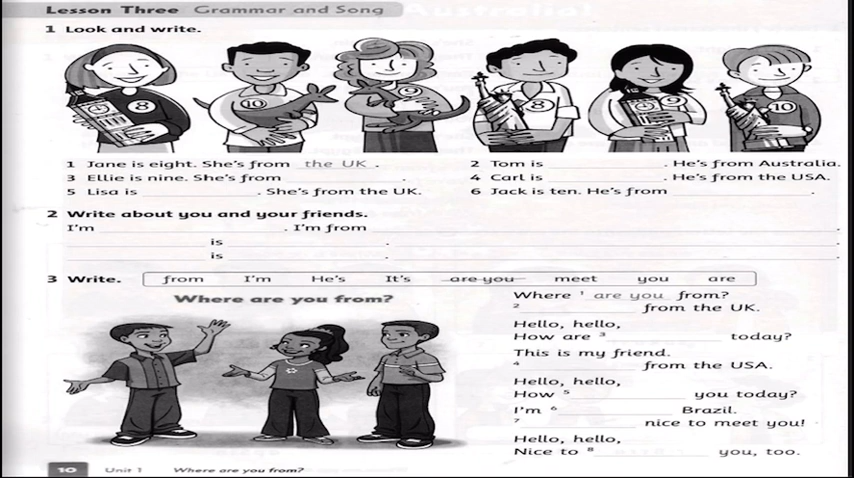 Lesson Three Grammar and Song
1 Look and write.
8 10 9 8 9 10
1 Jane is eight. She's from the UK.
2 Tom is . He's from Australia.
3 Ellie is nine. She's from .
4 Carl is . He's from the USA.
5 Lisa is . She's from the UK.
6 Jack is ten. He's from .
2 Write about you and your friends.
I'm . I'm from .
is . .
is . .
3 Write. from I'm He's It's are you meet you are
Where are you from?
Where 1 are you from?
2 from the UK.
Hello, hello,
How are 3 today?
This is my friend.
4 from the USA.
Hello, hello,
How 5 you today?
I'm 6 Brazil.
7 nice to meet you!
Hello, hello,
Nice to 8 you, too.
10 Unit 1 Where are you from?